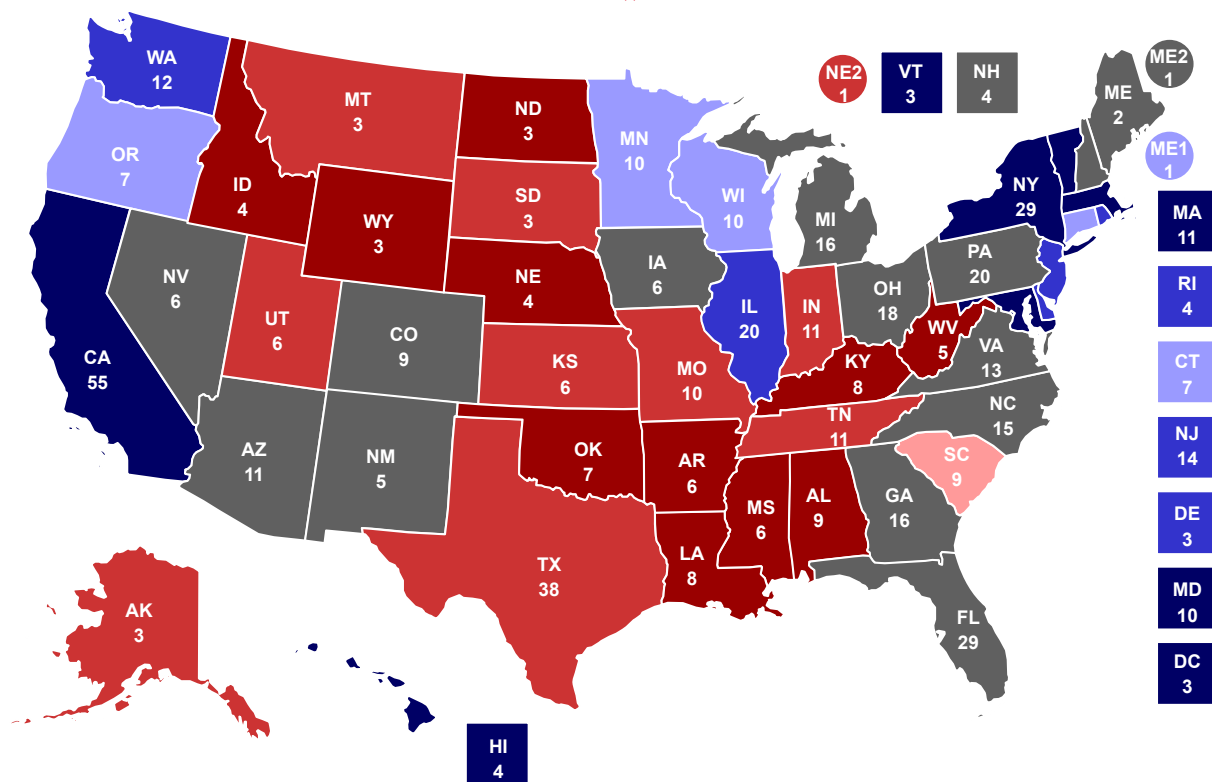 WA
12
OR
7
CA
55
NV
6
ID
4
MT
3
WY
3
UT
6
CO
9
AZ
11
NM
5
ND
3
SD
3
NE
4
KS
6
OK
7
TX
38
MN
10
IA
6
MO
10
AR
6
LA
8
WI
10
IL
20
MI
16
IN
11
OH
18
KY
8
TN
11
MS
6
AL
9
GA
16
FL
29
SC
9
NC
15
VA
13
WV
5
PA
20
NY
29
ME
2
NE2
1
VT
3
NH
4
ME2
1
ME1
1
MA
11
RI
4
CT
7
NJ
14
DE
3
MD
10
DC
3
AK
3
HI
4